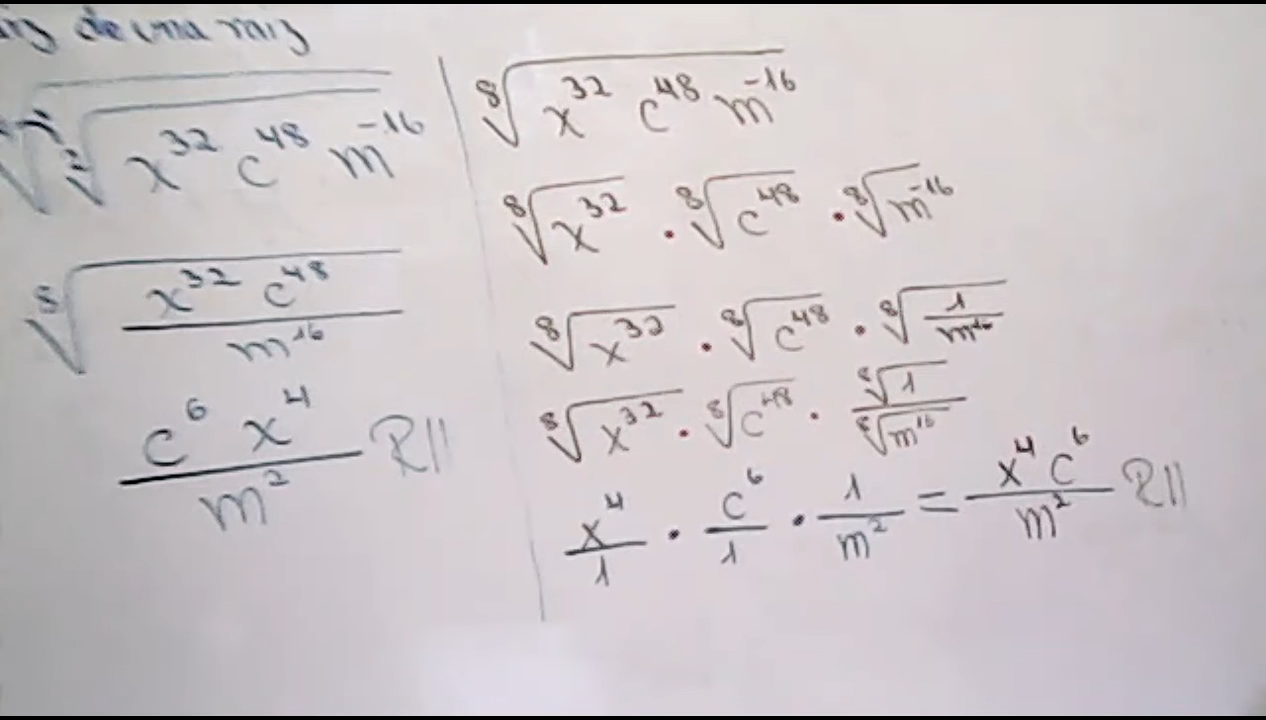 de una raiz
√²√x³² c⁴⁸ m⁻¹⁶
⁸√(x³² c⁴⁸ / m¹⁶)
c⁶ x⁴ / m² R||
⁸√x³² c⁴⁸ m⁻¹⁶
⁸√x³² . ⁸√c⁴⁸ . ⁸√m⁻¹⁶
⁸√x³² . ⁸√c⁴⁸ . ⁸√(1 / m¹⁶)
⁸√x³² . ⁸√c⁴⁸ . ⁸√1 / ⁸√m¹⁶
x⁴ / 1 . c⁶ / 1 . 1 / m² = x⁴ c⁶ / m² R||